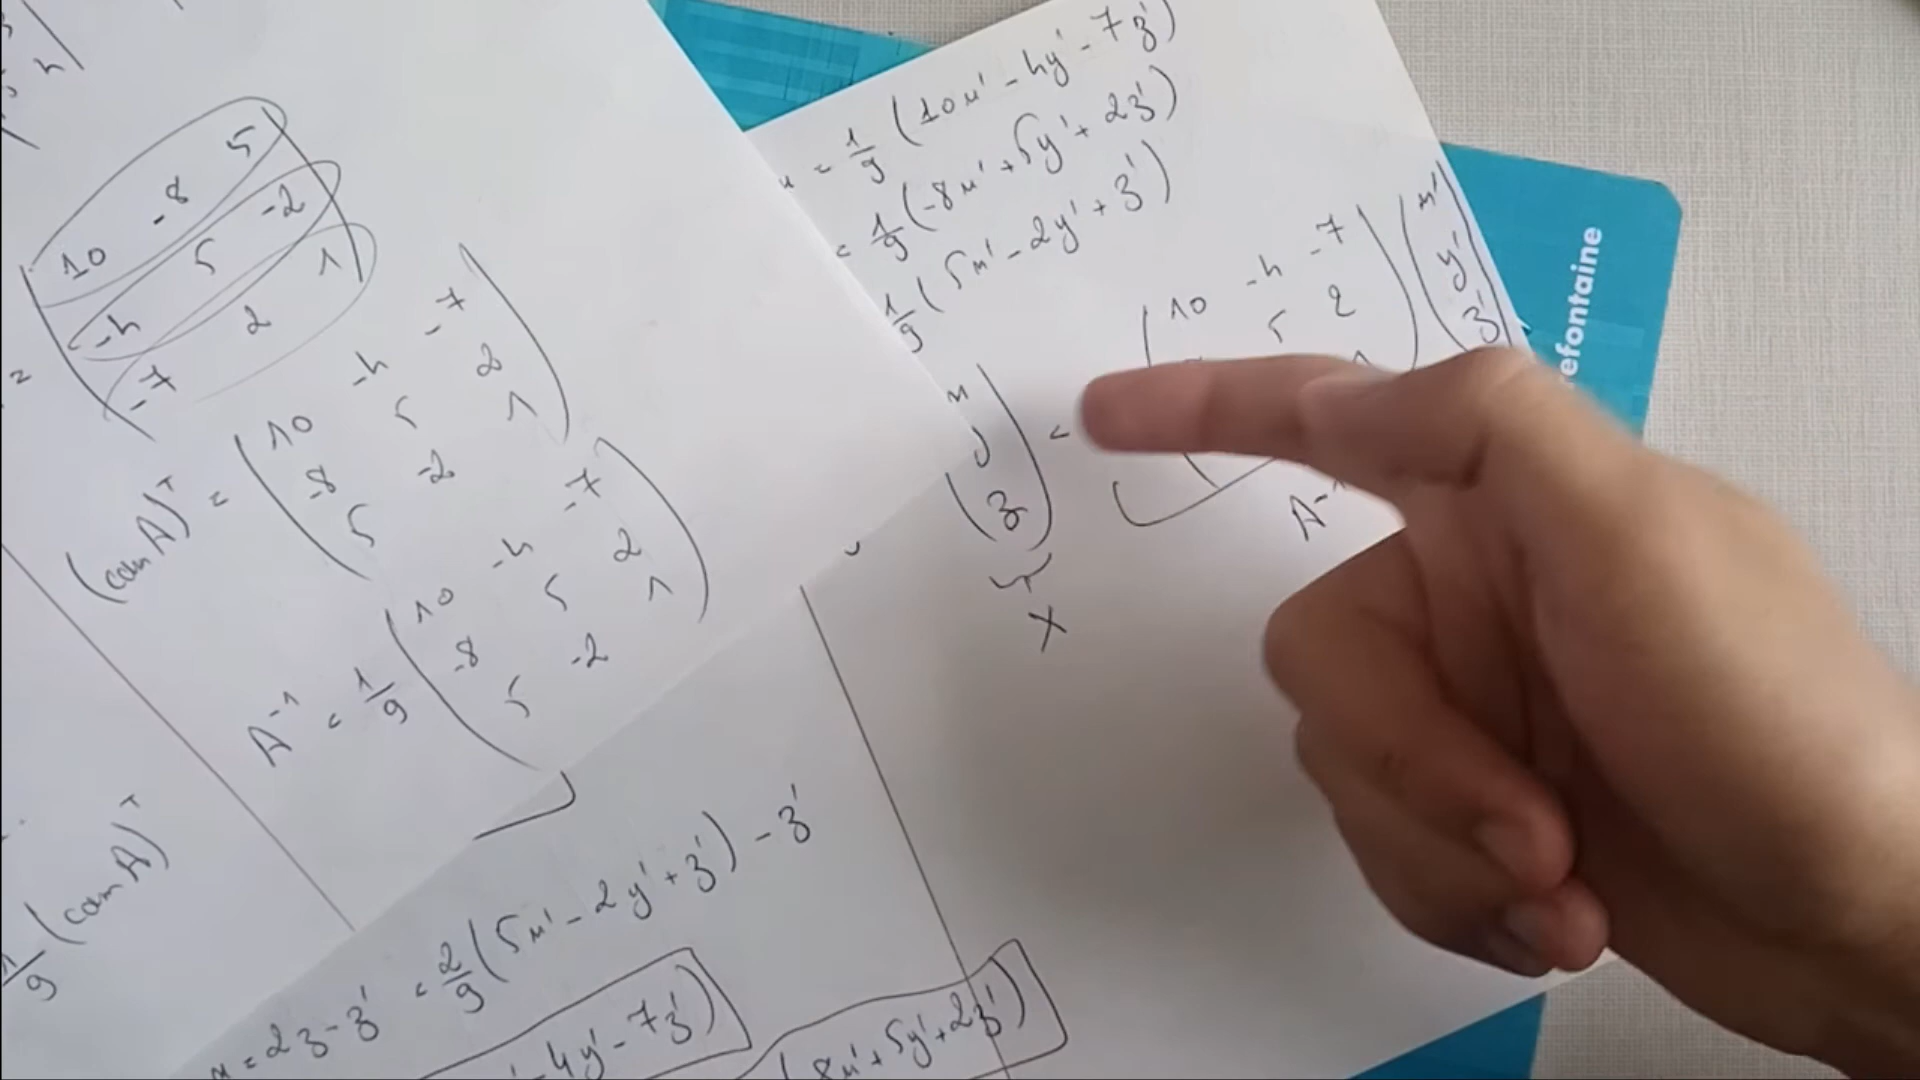 10 -8 5
-4 5 -2
-7 2 1
=
(com A)ᵀ = ( 10 -4 -7
-8 5 2
5 -2 1 )
A⁻¹ = 1/9 ( 10 -4 -7
-8 5 2
5 -2 1 )
1/9 (com A)ᵀ
x = 1/9 (10x' - 4y' - 7z')
= 1/9 (-8x' + 5y' + 2z')
1/9 (5x' - 2y' + z')
( x
y
z ) =
X
( 10 -4 -7
5 2
A⁻¹
( x'
y'
z'
x = 2z - z' = 2/9 (5x' - 2y' + z') - z'
- 4y' - 7z')
8x' + 5y' + 2z')
efontaine